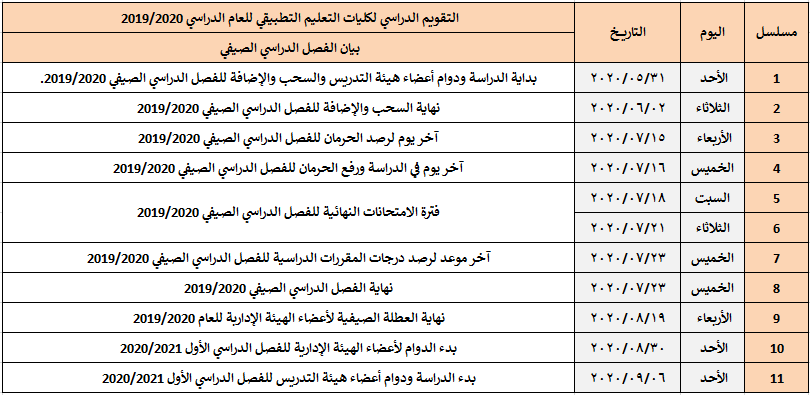 مسلسل اليوم التاريخ التقويم الدراسي لكليات التعليم التطبيقي للعام الدراسي 2019/2020
بيان الفصل الدراسي الصيفي
1 الأحد ٢٠٢٠/٠٥/٣١ بداية الدراسة ودوام أعضاء هيئة التدريس والسحب والإضافة للفصل الدراسي الصيفي 2019/2020.
2 الثلاثاء ٢٠٢٠/٠٦/٠٢ نهاية السحب والإضافة للفصل الدراسي الصيفي 2019/2020
3 الأربعاء ٢٠٢٠/٠٧/١٥ آخر يوم لرصد الحرمان للفصل الدراسي الصيفي 2019/2020
4 الخميس ٢٠٢٠/٠٧/١٦ آخر يوم في الدراسة ورفع الحرمان للفصل الدراسي الصيفي 2019/2020
5 السبت ٢٠٢٠/٠٧/١٨ فترة الامتحانات النهائية للفصل الدراسي الصيفي 2019/2020
6 الثلاثاء ٢٠٢٠/٠٧/٢١
7 الخميس ٢٠٢٠/٠٧/٢٣ آخر موعد لرصد درجات المقررات الدراسية للفصل الدراسي الصيفي 2019/2020
8 الخميس ٢٠٢٠/٠٧/٢٣ نهاية الفصل الدراسي الصيفي 2019/2020
9 الأربعاء ٢٠٢٠/٠٨/١٩ نهاية العطلة الصيفية لأعضاء الهيئة الإدارية للعام 2019/2020
10 الأحد ٢٠٢٠/٠٨/٣٠ بدء الدوام لأعضاء الهيئة الإدارية للفصل الدراسي الأول 2020/2021
11 الأحد ٢٠٢٠/٠٩/٠٦ بدء الدراسة ودوام أعضاء هيئة التدريس للفصل الدراسي الأول 2020/2021